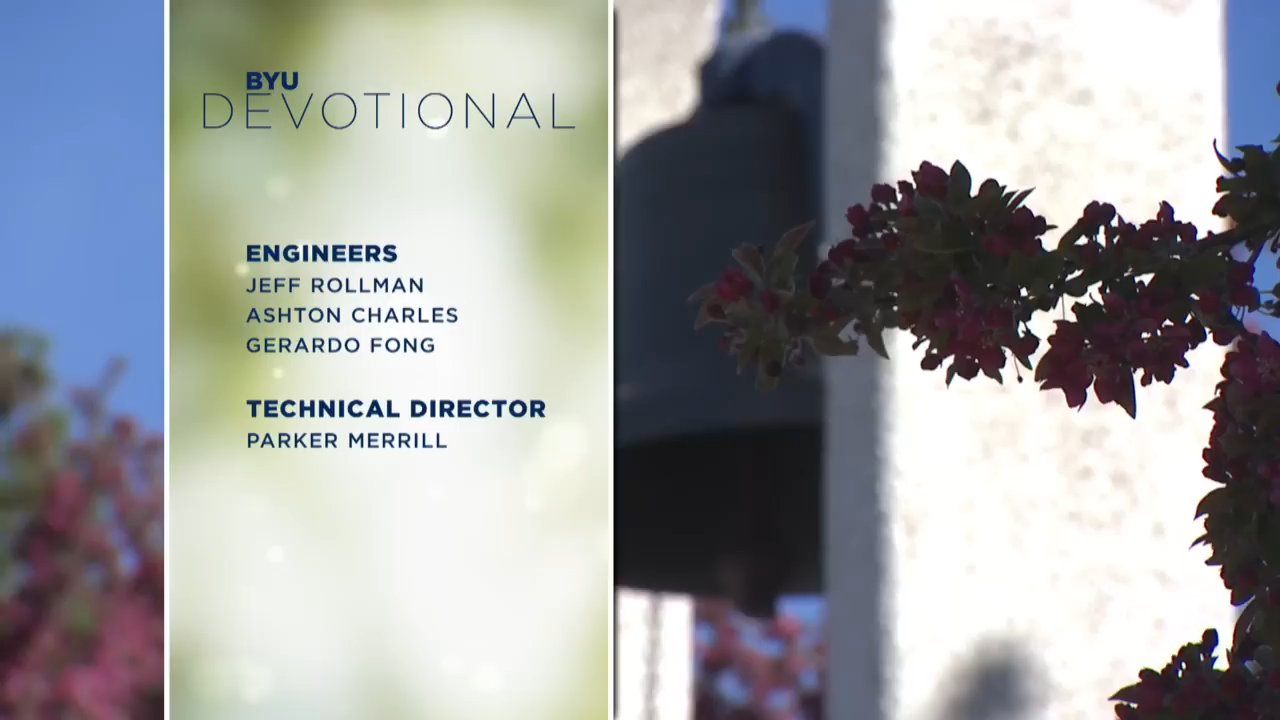 BYU
DEVOTIONAL
ENGINEERS
JEFF ROLLMAN
ASHTON CHARLES
GERARDO FONG
TECHNICAL DIRECTOR
PARKER MERRILL